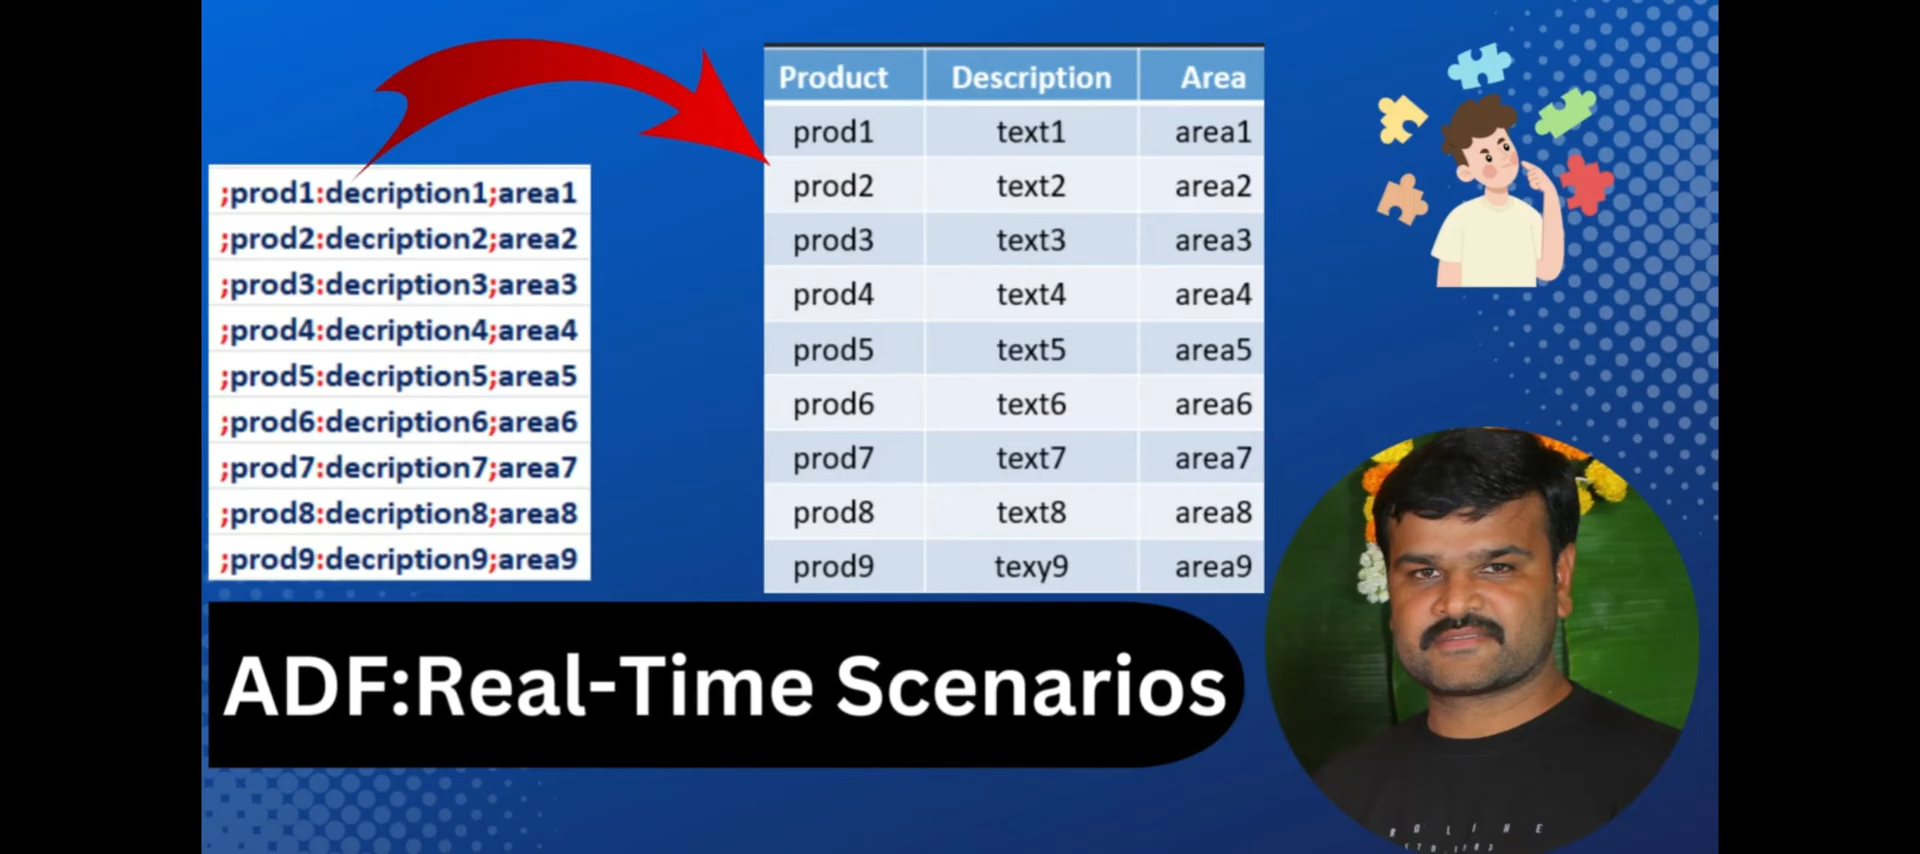 ;prod1:decription1;area1
;prod2:decription2;area2
;prod3:decription3;area3
;prod4:decription4;area4
;prod5:decription5;area5
;prod6:decription6;area6
;prod7:decription7;area7
;prod8:decription8;area8
;prod9:decription9;area9
Product Description Area
prod1 text1 area1
prod2 text2 area2
prod3 text3 area3
prod4 text4 area4
prod5 text5 area5
prod6 text6 area6
prod7 text7 area7
prod8 text8 area8
prod9 texy9 area9
ADF:Real-Time Scenarios